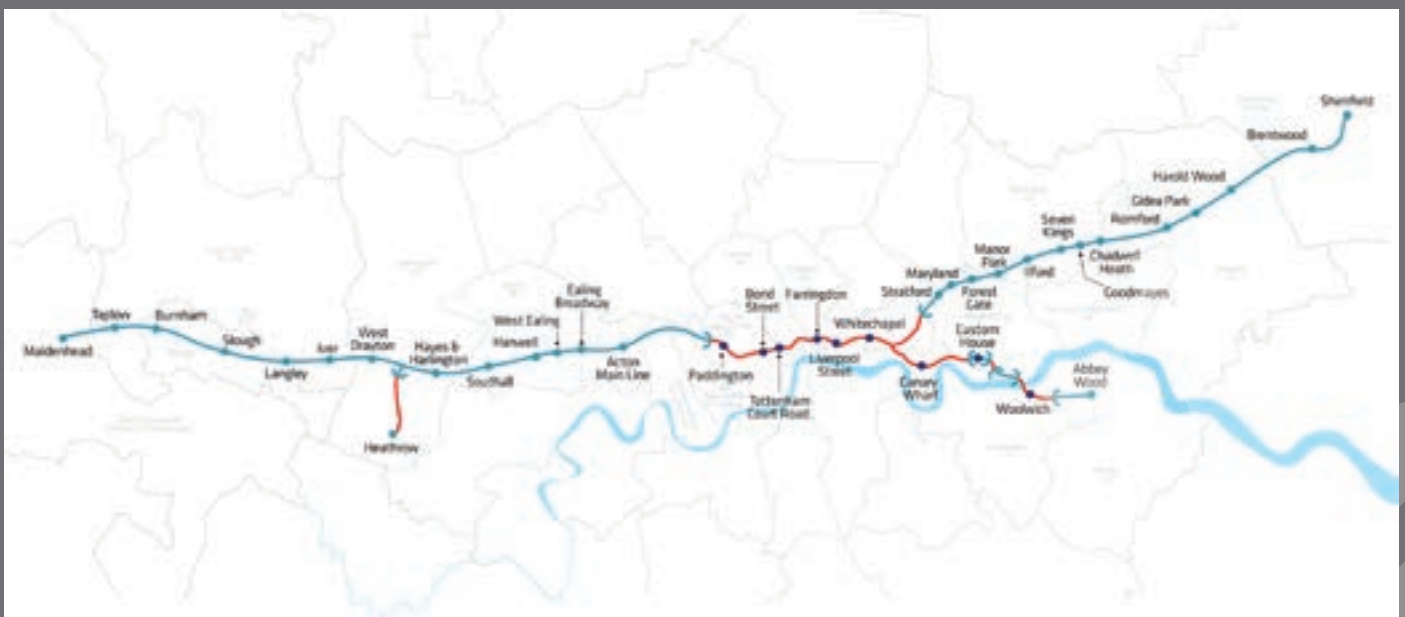 Maidenhead
Taplow
Burnham
Slough
Langley
Iver
West
Drayton
Heathrow
Hayes &
Harlington
Southall
Hanwell
West Ealing
Ealing
Broadway
Acton
Main Line
Paddington
Bond
Street
Tottenham
Court Road
Farringdon
Liverpool
Street
Whitechapel
Canary
Wharf
Custom
House
Woolwich
Abbey
Wood
Stratford
Maryland
Forest
Gate
Manor
Park
Ilford
Seven
Kings
Goodmayes
Chadwell
Heath
Romford
Gidea Park
Harold Wood
Brentwood
Shenfield